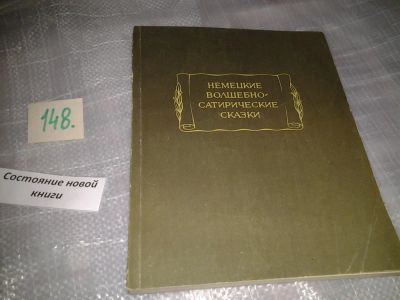 НЕМЕЦКИЕ
ВОЛШЕБНО-
САТИРИЧЕСКИЕ
СКАЗКИ
148.
Состояние новой
книги